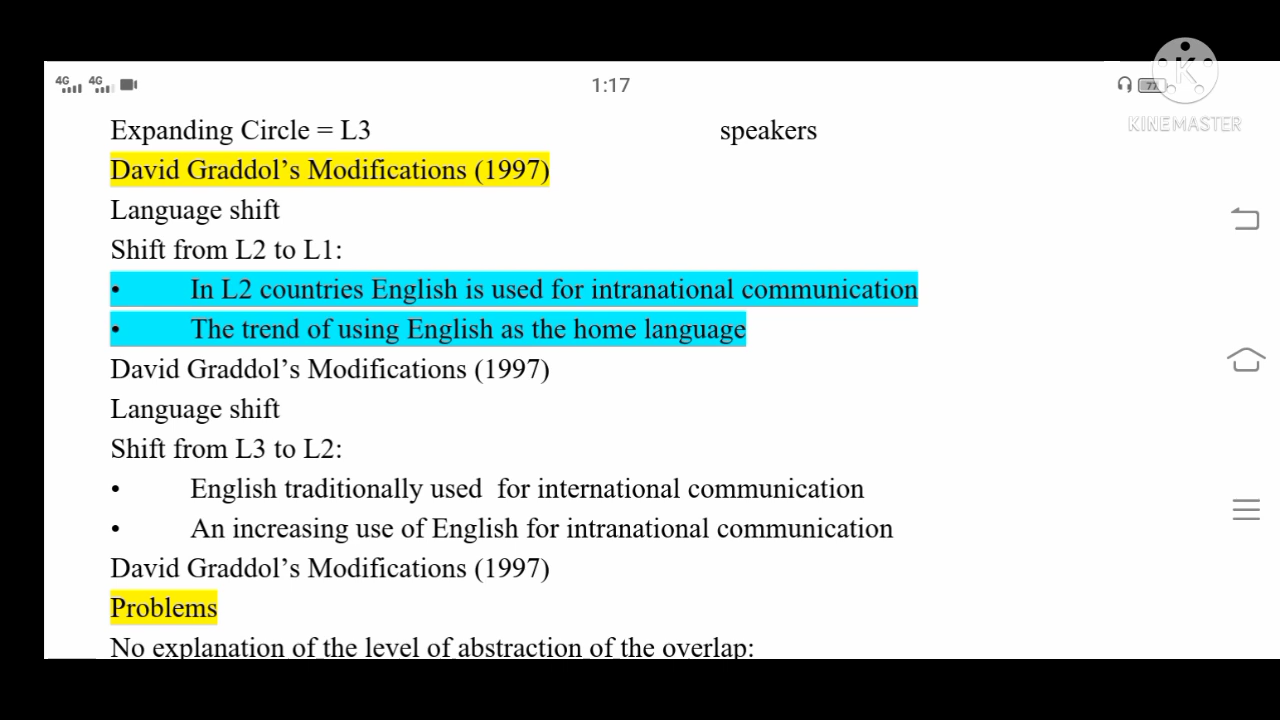 4G 4G 1:17 77
KINEMASTER
Expanding Circle = L3 speakers
David Graddol’s Modifications (1997)
Language shift
Shift from L2 to L1:
• In L2 countries English is used for intranational communication
• The trend of using English as the home language
David Graddol’s Modifications (1997)
Language shift
Shift from L3 to L2:
• English traditionally used for international communication
• An increasing use of English for intranational communication
David Graddol’s Modifications (1997)
Problems
No explanation of the level of abstraction of the overlap: